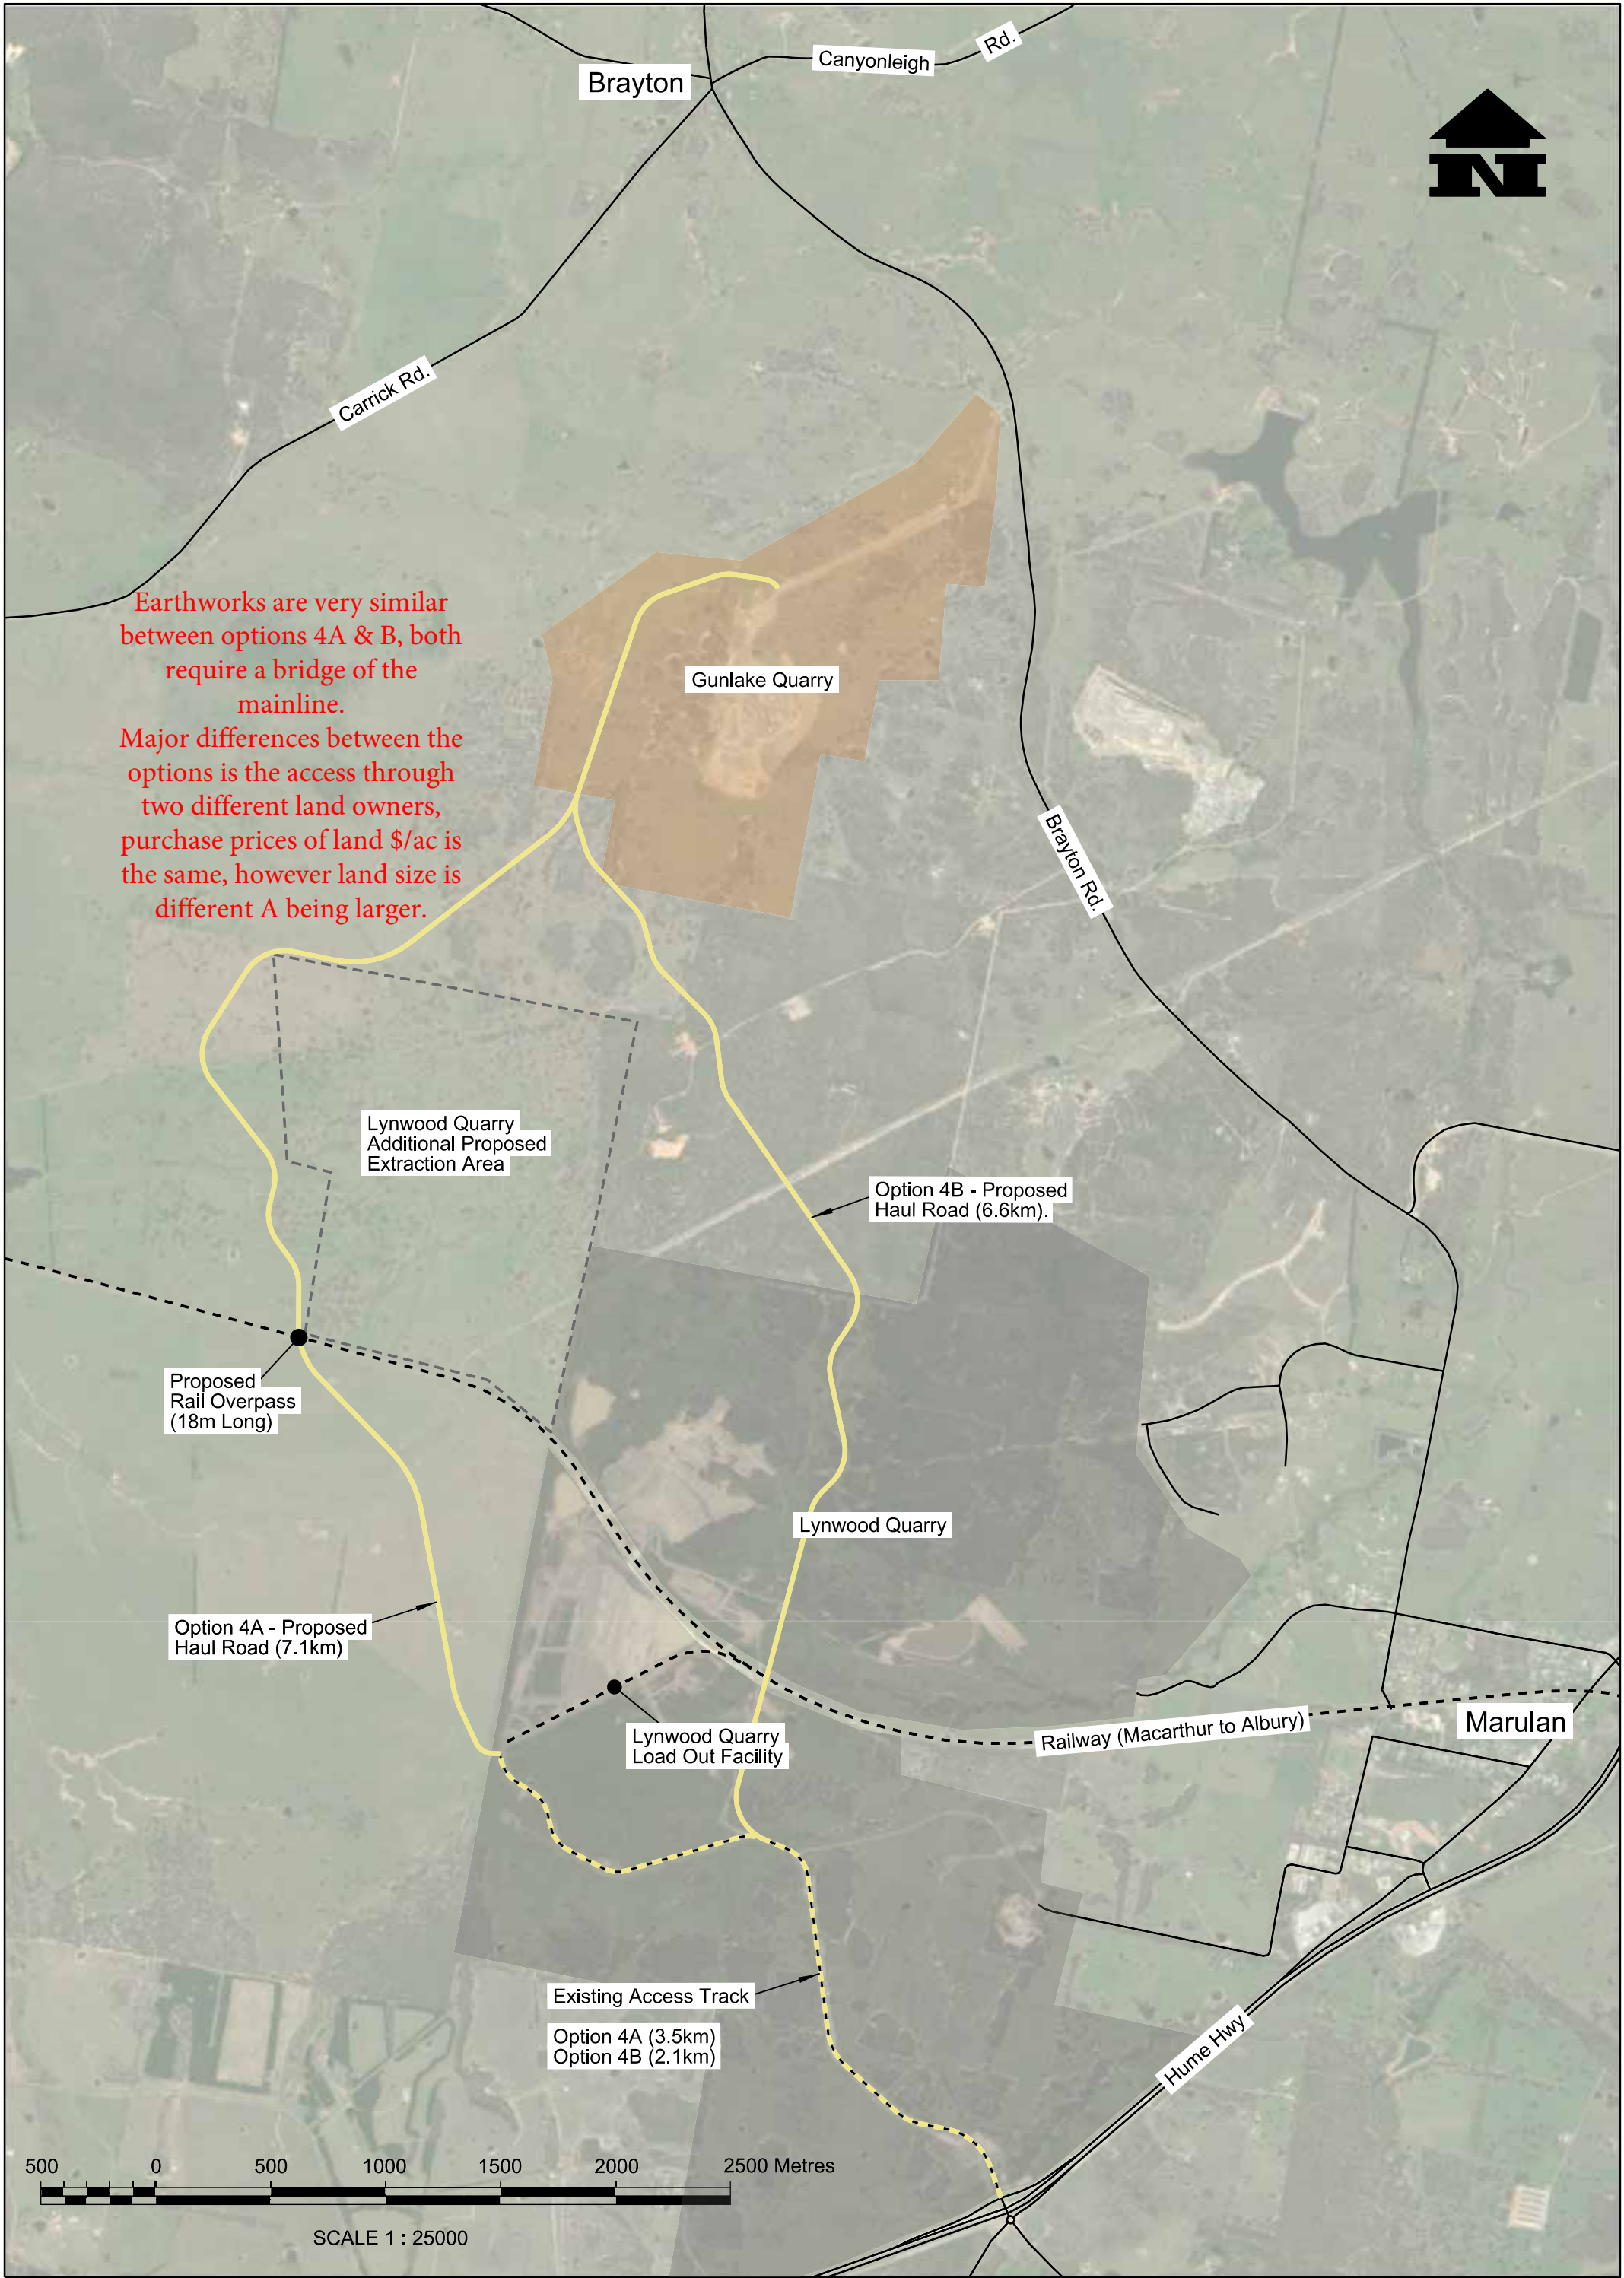 Brayton
Canyonleigh
Rd.
N
Carrick Rd.
Earthworks are very similar
between options 4A & B, both
require a bridge of the
mainline.
Major differences between the
options is the access through
two different land owners,
purchase prices of land $/ac is
the same, however land size is
different A being larger.
Gunlake Quarry
Brayton Rd.
Lynwood Quarry
Additional Proposed
Extraction Area
Option 4B - Proposed
Haul Road (6.6km).
Proposed
Rail Overpass
(18m Long)
Lynwood Quarry
Option 4A - Proposed
Haul Road (7.1km)
Lynwood Quarry
Load Out Facility
Railway (Macarthur to Albury)
Marulan
Existing Access Track
Option 4A (3.5km)
Option 4B (2.1km)
Hume Hwy
500 0 500 1000 1500 2000 2500 Metres
SCALE 1 : 25000